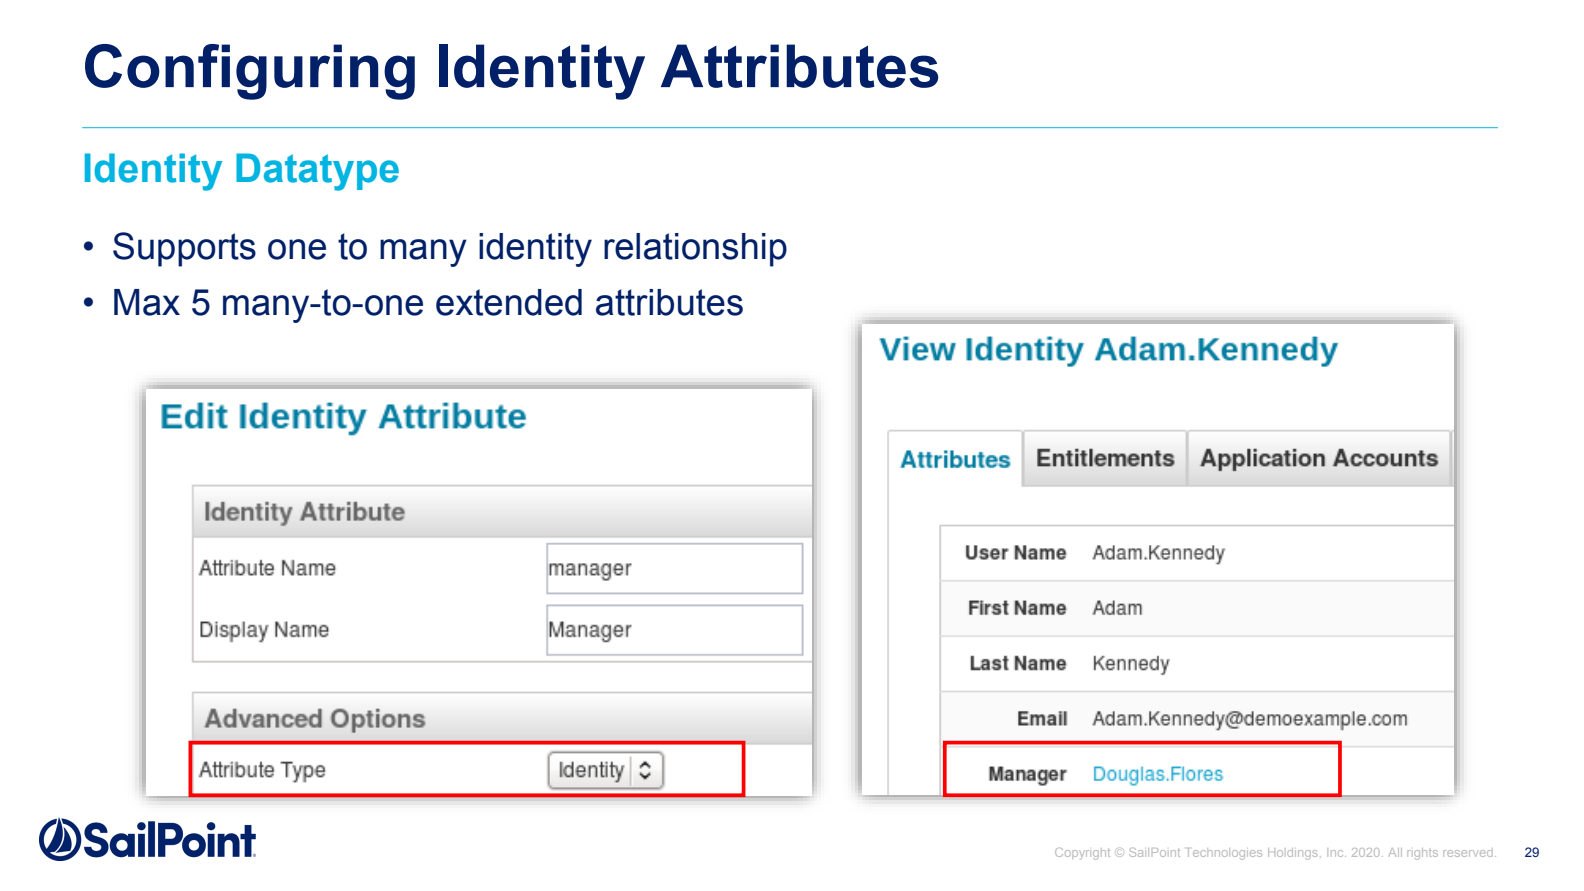 Configuring Identity Attributes
Identity Datatype
• Supports one to many identity relationship
• Max 5 many-to-one extended attributes
Edit Identity Attribute
Identity Attribute
Attribute Name manager
Display Name Manager
Advanced Options
Attribute Type Identity
View Identity Adam.Kennedy
Attributes Entitlements Application Accounts
User Name Adam.Kennedy
First Name Adam
Last Name Kennedy
Email Adam.Kennedy@demoexample.com
Manager Douglas.Flores
SailPoint
Copyright © SailPoint Technologies Holdings, Inc. 2020. All rights reserved. 29